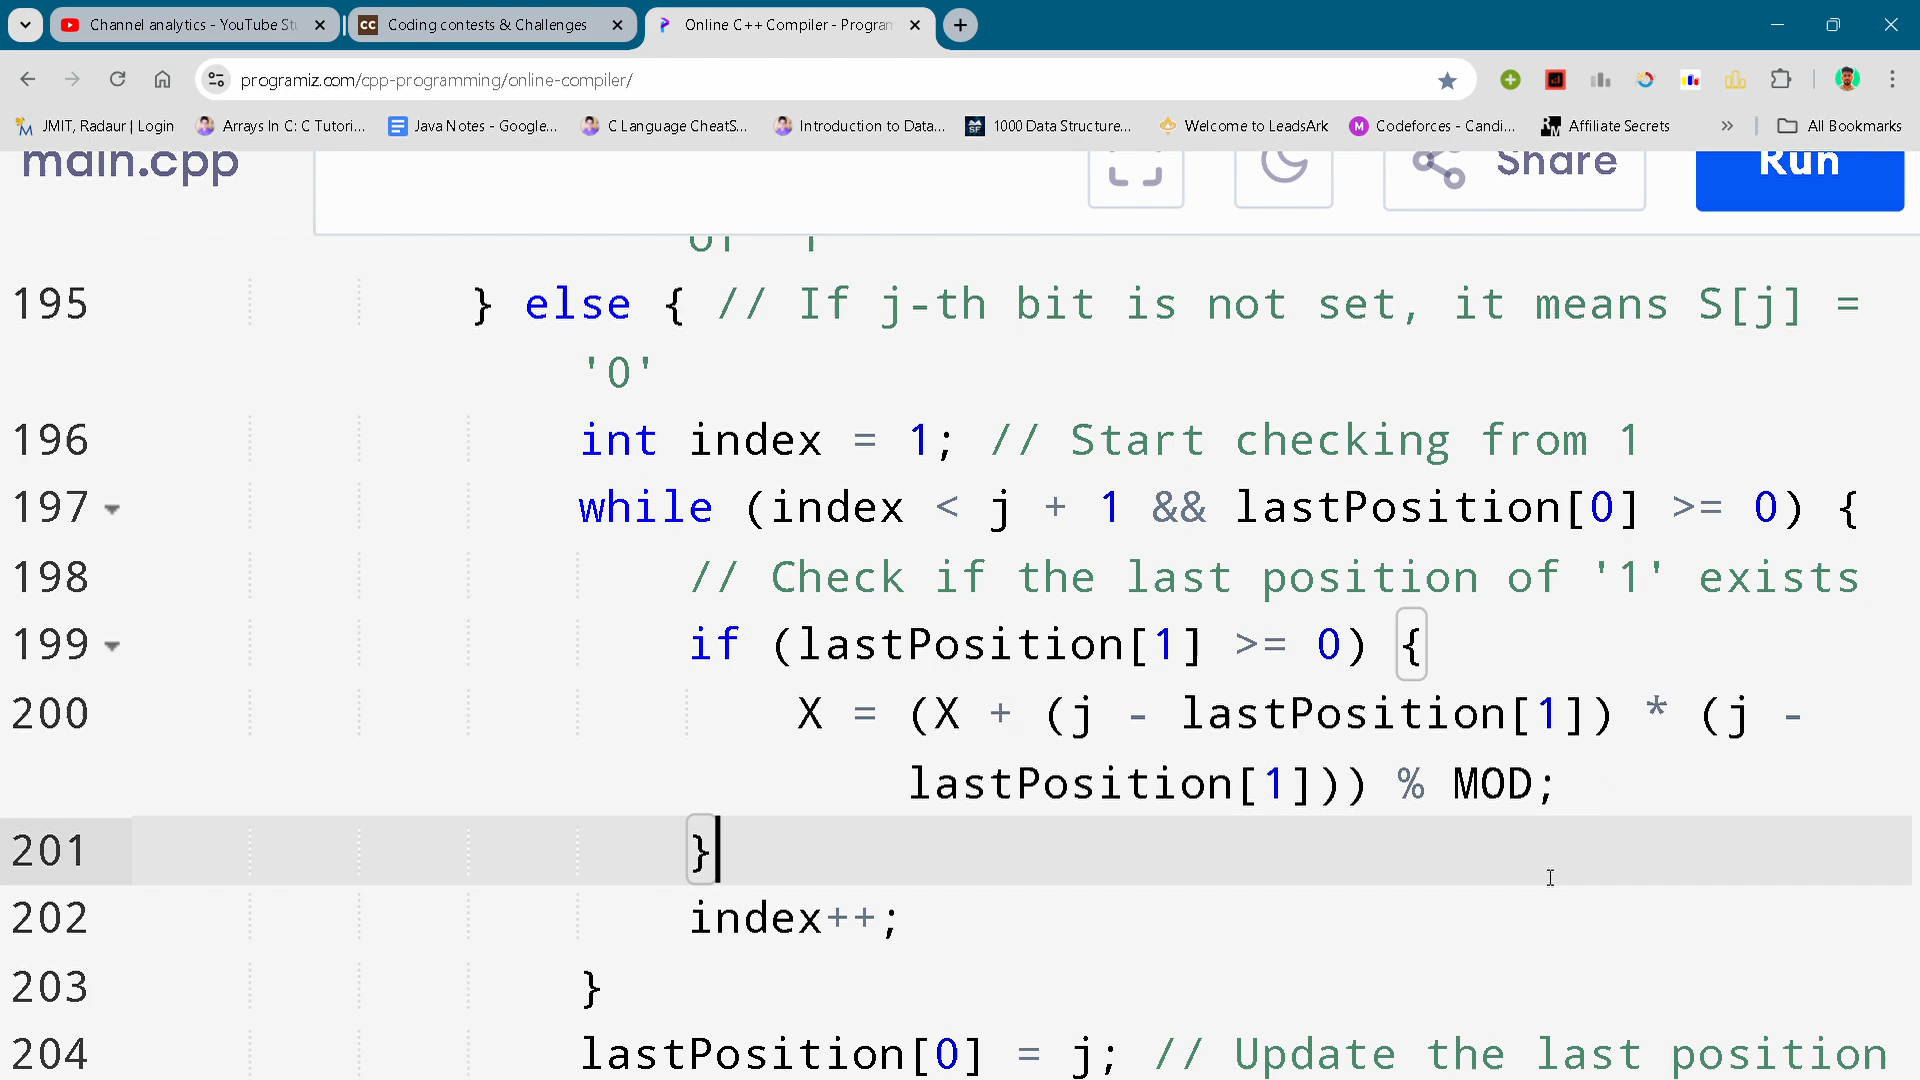 Channel analytics - YouTube St
Coding contests & Challenges
Online C++ Compiler - Program
programiz.com/cpp-programming/online-compiler/
JMIT, Radaur | Login
Arrays In C: C Tutori...
Java Notes - Google...
C Language CheatS...
Introduction to Data...
1000 Data Structure...
Welcome to LeadsArk
Codeforces - Candi...
Affiliate Secrets
»
All Bookmarks
main.cpp
Share
Run
of '1'
195 } else { // If j-th bit is not set, it means S[j] =
'0'
196 int index = 1; // Start checking from 1
197 while (index < j + 1 && lastPosition[0] >= 0) {
198 // Check if the last position of '1' exists
199 if (lastPosition[1] >= 0) {
200 X = (X + (j - lastPosition[1]) * (j -
lastPosition[1])) % MOD;
201 }
202 index++;
203 }
204 lastPosition[0] = j; // Update the last position